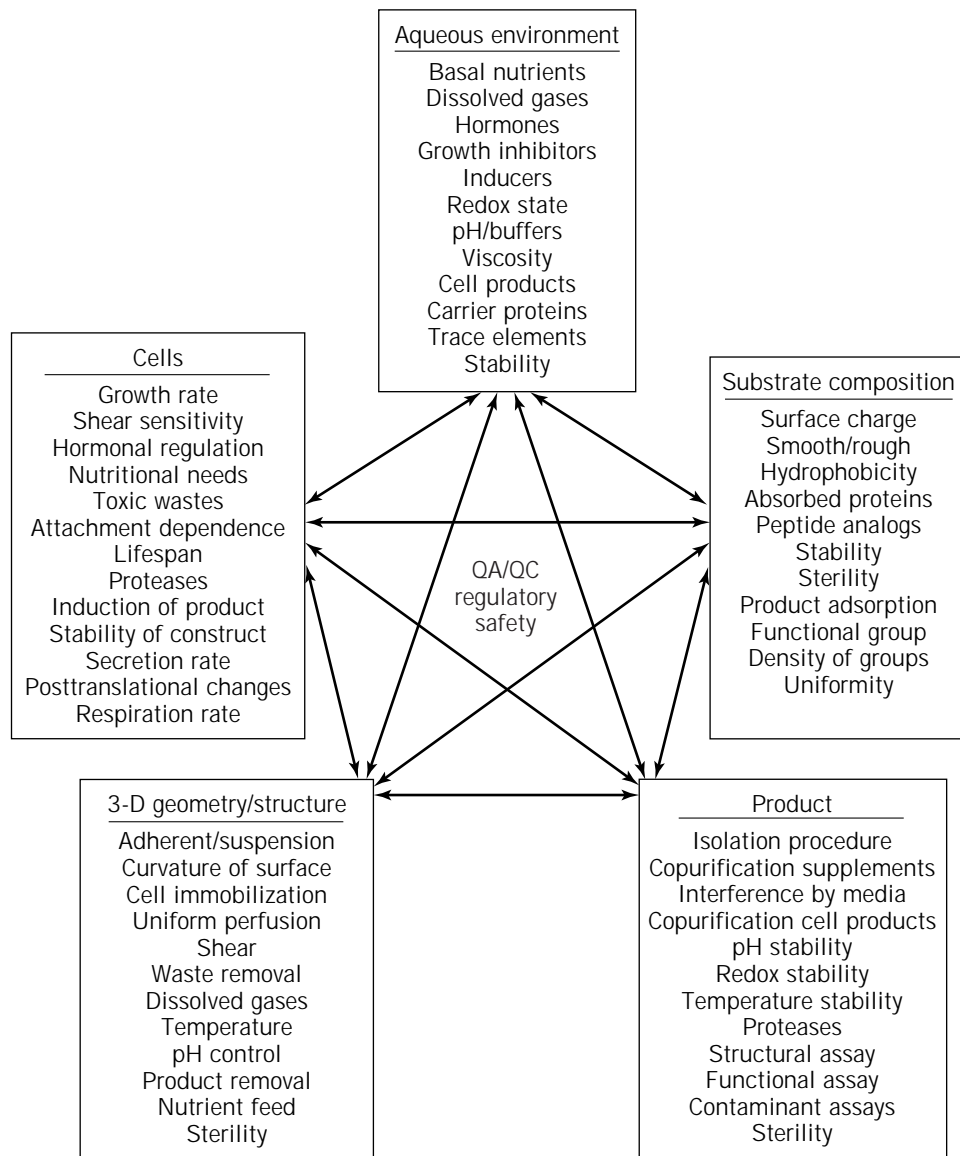 Aqueous environment
Basal nutrients
Dissolved gases
Hormones
Growth inhibitors
Inducers
Redox state
pH/buffers
Viscosity
Cell products
Carrier proteins
Trace elements
Stability
Cells
Growth rate
Shear sensitivity
Hormonal regulation
Nutritional needs
Toxic wastes
Attachment dependence
Lifespan
Proteases
Induction of product
Stability of construct
Secretion rate
Posttranslational changes
Respiration rate
Substrate composition
Surface charge
Smooth/rough
Hydrophobicity
Absorbed proteins
Peptide analogs
Stability
Sterility
Product adsorption
Functional group
Density of groups
Uniformity
QA/QC
regulatory
safety
3-D geometry/structure
Adherent/suspension
Curvature of surface
Cell immobilization
Uniform perfusion
Shear
Waste removal
Dissolved gases
Temperature
pH control
Product removal
Nutrient feed
Sterility
Product
Isolation procedure
Copurification supplements
Interference by media
Copurification cell products
pH stability
Redox stability
Temperature stability
Proteases
Structural assay
Functional assay
Contaminant assays
Sterility